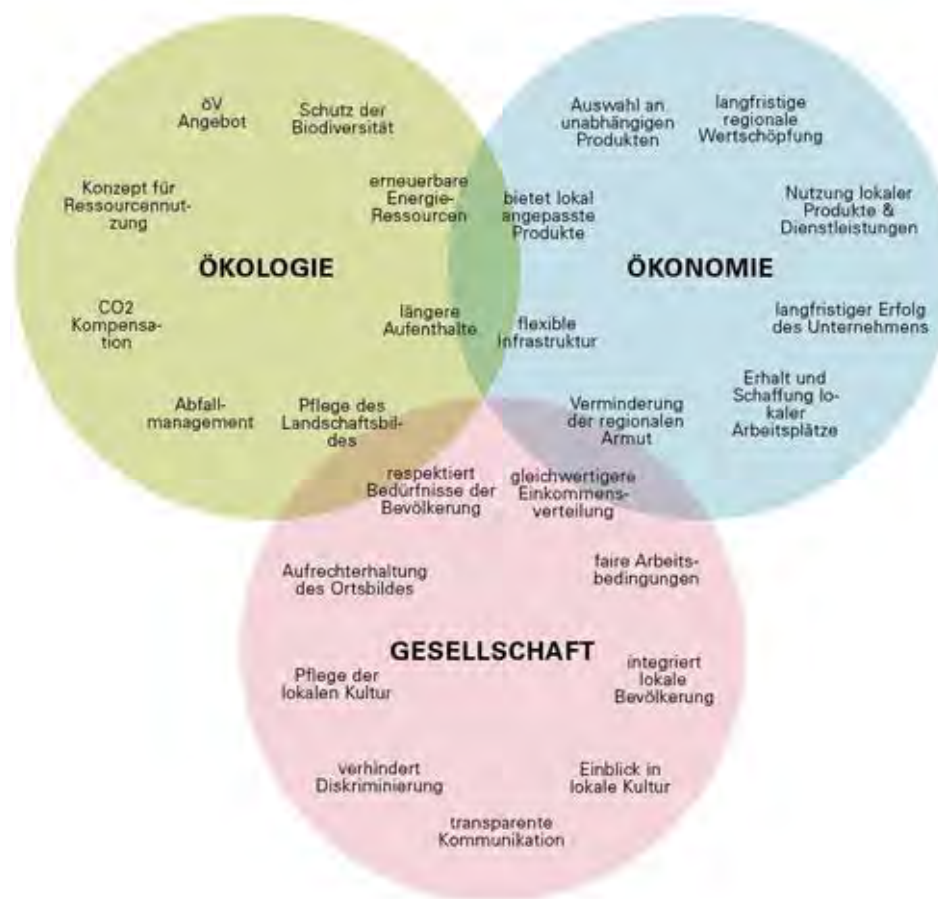 öV
Angebot
Schutz der
Biodiversität
Konzept für
Ressourcennut-
zung
erneuerbare
Energie-
Ressourcen
ÖKOLOGIE
CO2
Kompensa-
tion
längere
Aufenthalte
Abfall-
management
Pflege des
Landschaftsbil-
des
Auswahl an
unabhängigen
Produkten
langfristige
regionale
Wertschöpfung
bietet lokal
angepasste
Produkte
Nutzung lokaler
Produkte &
Dienstleistungen
ÖKONOMIE
flexible
Infrastruktur
langfristiger Erfolg
des Unternehmens
Verminderung
der regionalen
Armut
Erhalt und
Schaffung lo-
kaler
Arbeitsplätze
respektiert
Bedürfnisse der
Bevölkerung
gleichwertigere
Einkommens-
verteilung
Aufrechterhaltung
des Ortsbildes
faire Arbeits-
bedingungen
GESELLSCHAFT
Pflege der
lokalen Kultur
integriert
lokale
Bevölkerung
verhindert
Diskriminierung
Einblick in
lokale Kultur
transparente
Kommunikation